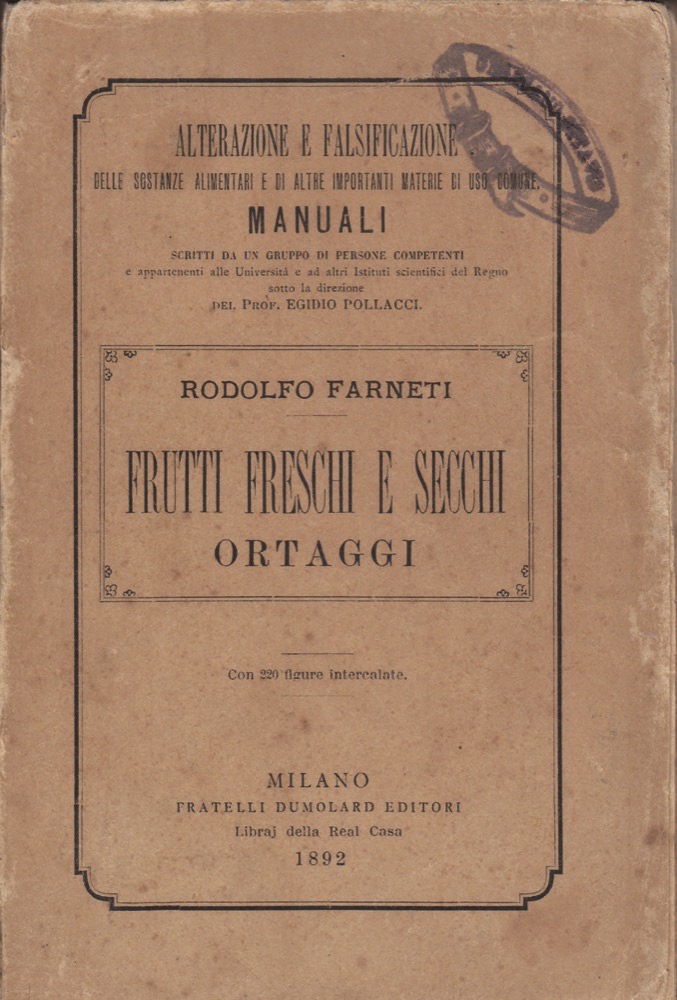 ALTERAZIONE E FALSIFICAZIONE
DELLE SOSTANZE ALIMENTARI E DI ALTRE IMPORTANTI MATERIE DI USO COMUNE.
MANUALI
SCRITTI DA UN GRUPPO DI PERSONE COMPETENTI
e appartenenti alle Università e ad altri Istituti scientifici del Regno
sotto la direzione
DEL PROF. EGIDIO POLLACCI.
RODOLFO FARNETI
FRUTTI FRESCHI E SECCHI
ORTAGGI
Con 220 figure intercalate.
MILANO
FRATELLI DUMOLARD EDITORI
Libraj della Real Casa
1892